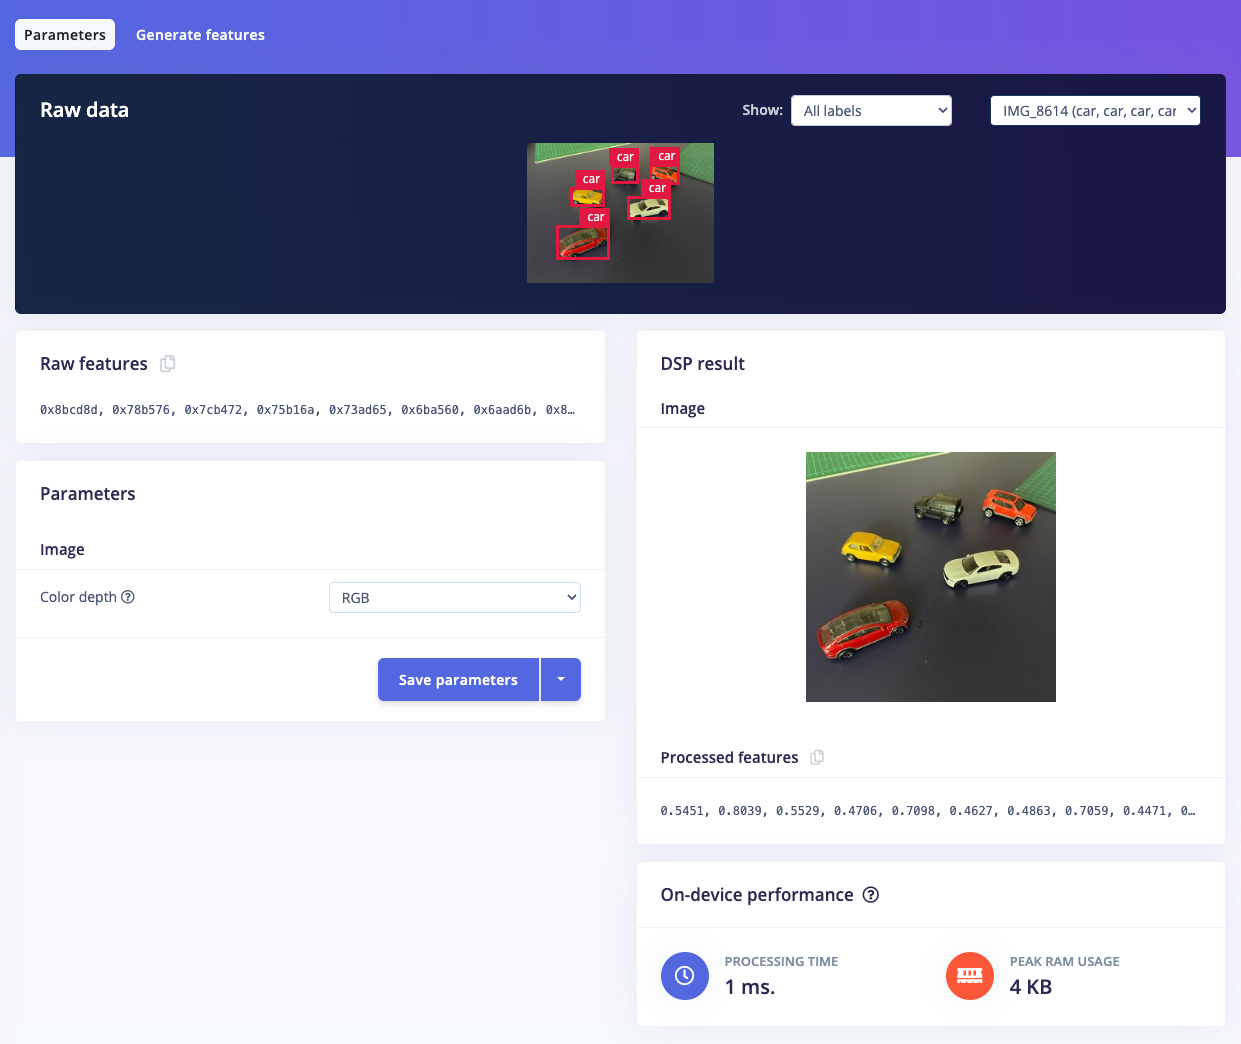 Parameters
Generate features
Raw data
Show:
All labels
IMG_8614 (car, car, car, car
car
car
car
car
car
Raw features
0x8bcd8d, 0x78b576, 0x7cb472, 0x75b16a, 0x73ad65, 0x6ba560, 0x6aad6b, 0x8…
Parameters
Image
Color depth
RGB
Save parameters
DSP result
Image
Processed features
0.5451, 0.8039, 0.5529, 0.4706, 0.7098, 0.4627, 0.4863, 0.7059, 0.4471, 0…
On-device performance
PROCESSING TIME
1 ms.
PEAK RAM USAGE
4 KB